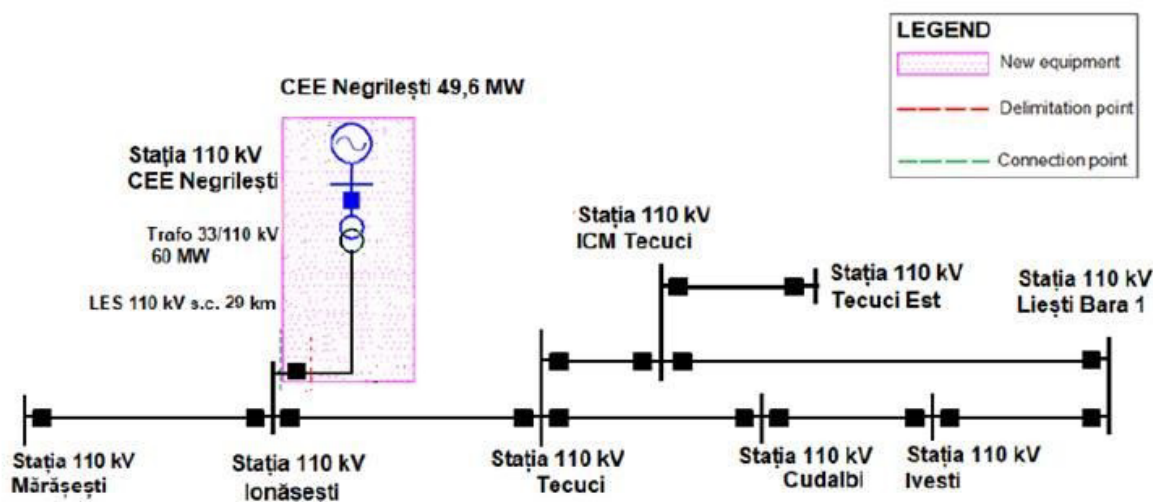 LEGEND
New equipment
Delimitation point
Connection point
CEE Negrilești 49,6 MW
Stația 110 kV
CEE Negrilești
Trafo 33/110 kV
60 MW
LES 110 kV s.c. 29 km
Stația 110 kV
ICM Tecuci
Stația 110 kV
Tecuci Est
Stația 110 kV
Liești Bara 1
Stația 110 kV
Mărășești
Stația 110 kV
Ionăsești
Stația 110 kV
Tecuci
Stația 110 kV
Cudalbi
Stația 110 kV
Ivesti